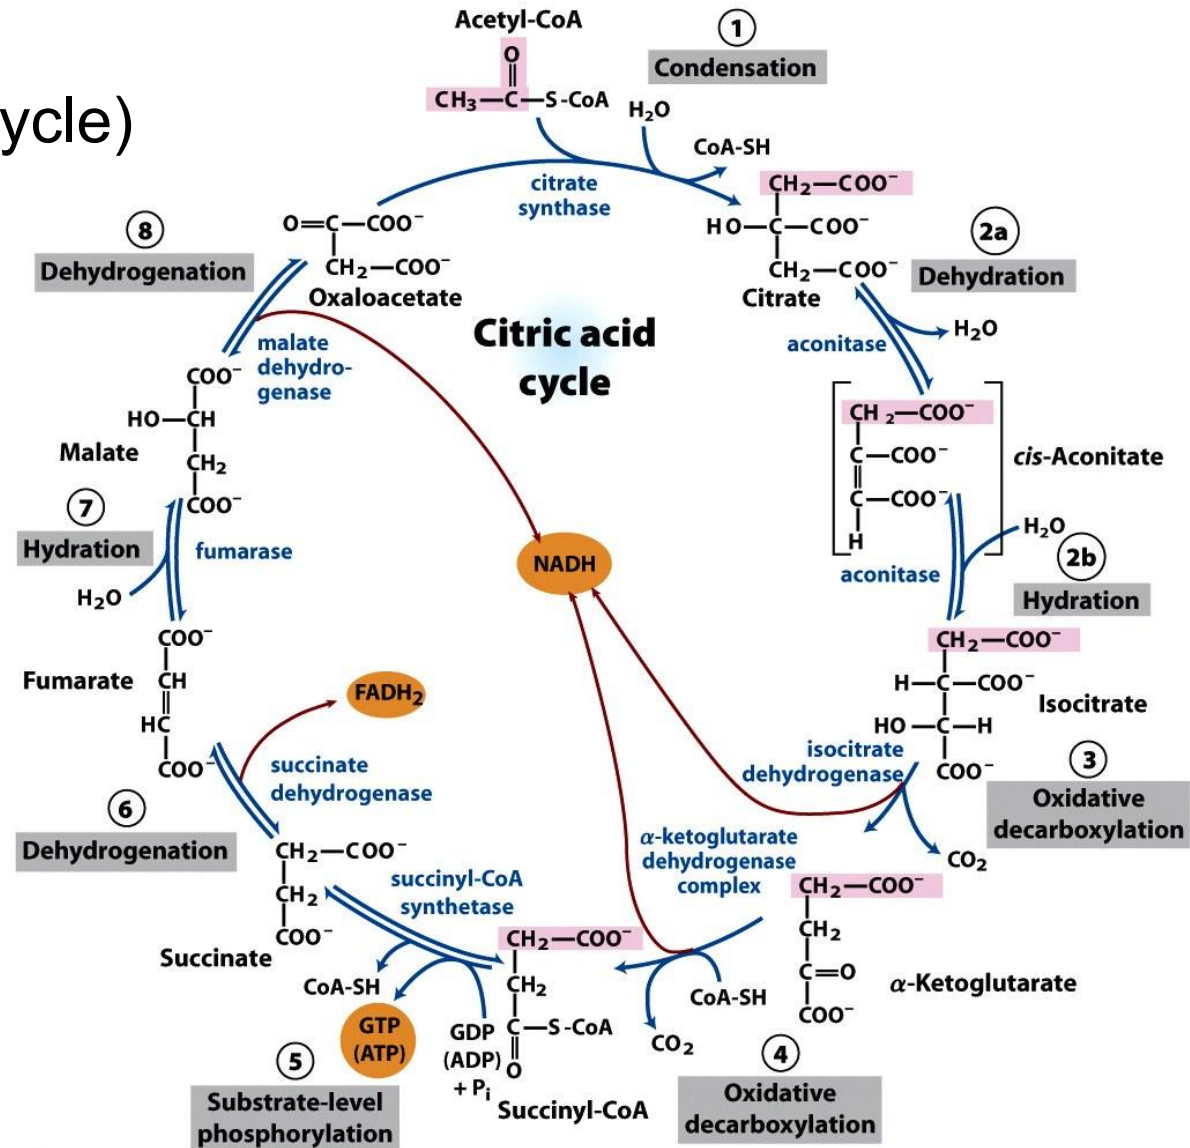 ycle)
Acetyl-CoA
O
CH₃—C—S-CoA
1
Condensation
H₂O
CoA-SH
citrate
synthase
CH₂—COO⁻
HO—C—COO⁻
CH₂—COO⁻
Citrate
2a
Dehydration
aconitase
H₂O
CH₂—COO⁻
C—COO⁻
C—COO⁻
H
cis-Aconitate
H₂O
aconitase
2b
Hydration
CH₂—COO⁻
H—C—COO⁻
HO—C—H
COO⁻
Isocitrate
isocitrate
dehydrogenase
3
Oxidative
decarboxylation
CO₂
CH₂—COO⁻
CH₂
C=O
COO⁻
α-Ketoglutarate
α-ketoglutarate
dehydrogenase
complex
CoA-SH
CO₂
4
Oxidative
decarboxylation
CH₂—COO⁻
CH₂
C—S-CoA
O
Succinyl-CoA
succinyl-CoA
synthetase
GDP
(ADP)
+ Pᵢ
GTP
(ATP)
CoA-SH
5
Substrate-level
phosphorylation
CH₂—COO⁻
CH₂
COO⁻
Succinate
succinate
dehydrogenase
FADH₂
6
Dehydrogenation
COO⁻
CH
HC
COO⁻
Fumarate
H₂O
fumarase
7
Hydration
COO⁻
HO—CH
CH₂
COO⁻
Malate
malate
dehydro-
genase
8
Dehydrogenation
O=C—COO⁻
CH₂—COO⁻
Oxaloacetate
Citric acid
cycle
NADH